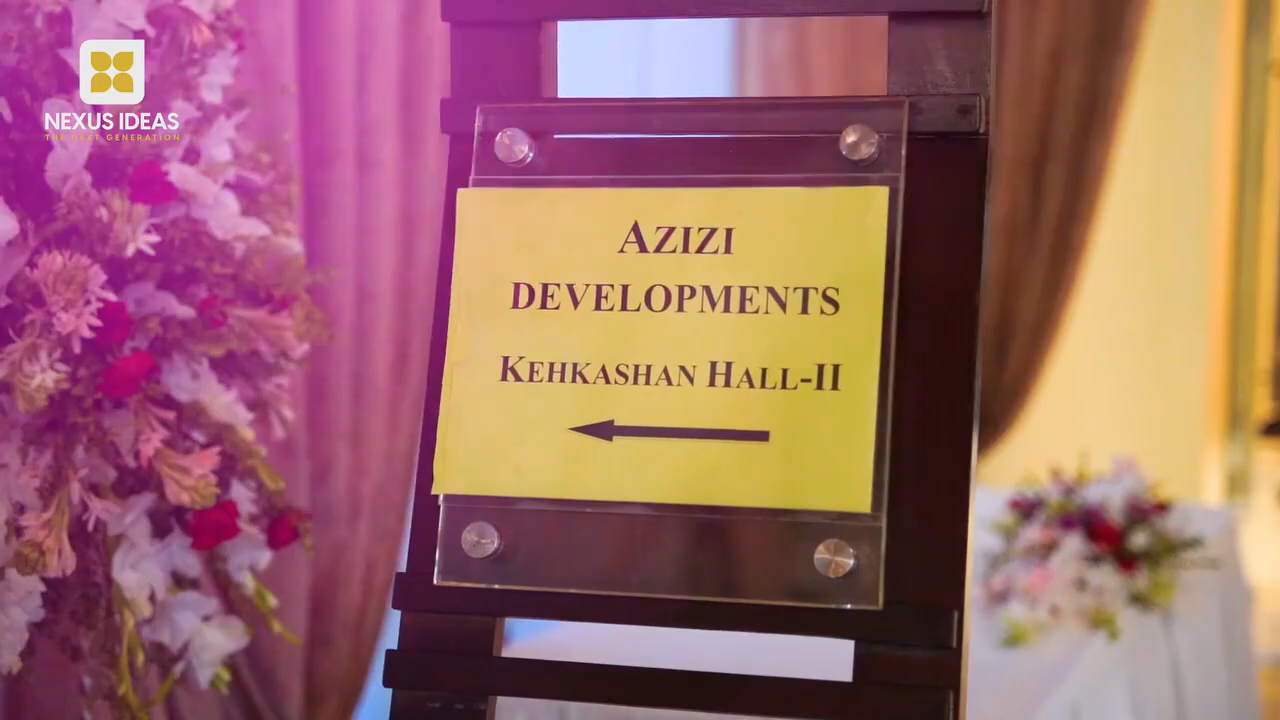 NEXUS IDEAS
THE NEXT GENERATION
AZIZI
DEVELOPMENTS
KEHKASHAN HALL-II